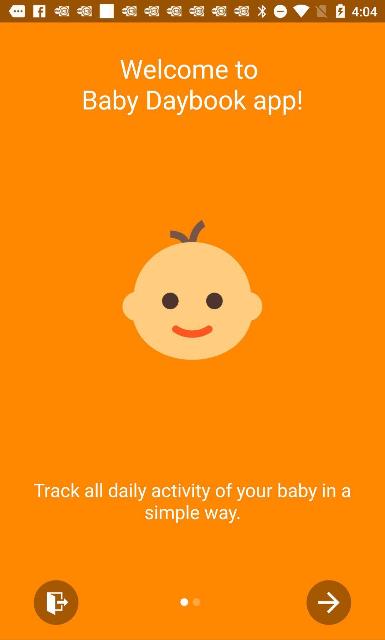 4:04
Welcome to
Baby Daybook app!
Track all daily activity of your baby in a
simple way.